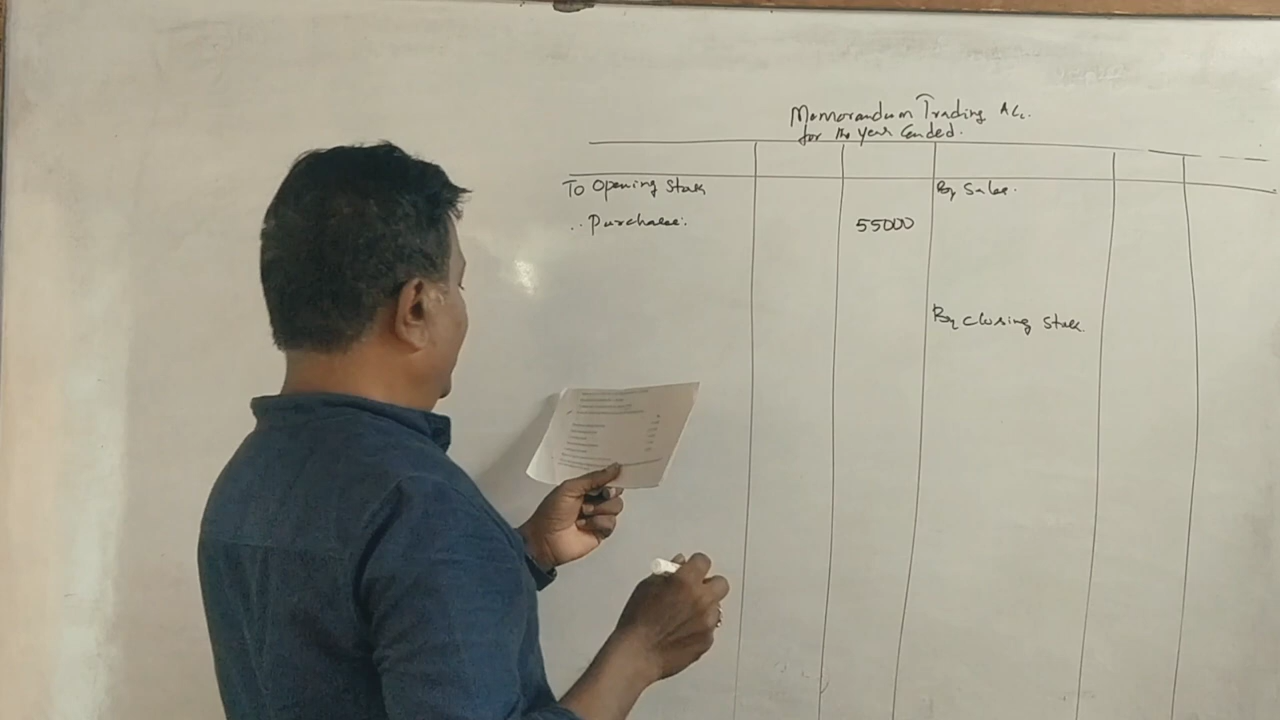 Memorandum Trading A/c.
for the year Ended.
To Opening Stock By Sales.
.. Purchases. 55000
By closing Stock.